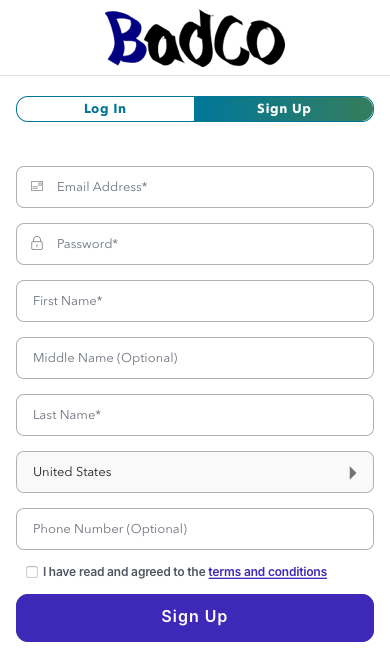 BadCo
Log In
Sign Up
Email Address*
Password*
First Name*
Middle Name (Optional)
Last Name*
United States
Phone Number (Optional)
I have read and agreed to the terms and conditions
Sign Up